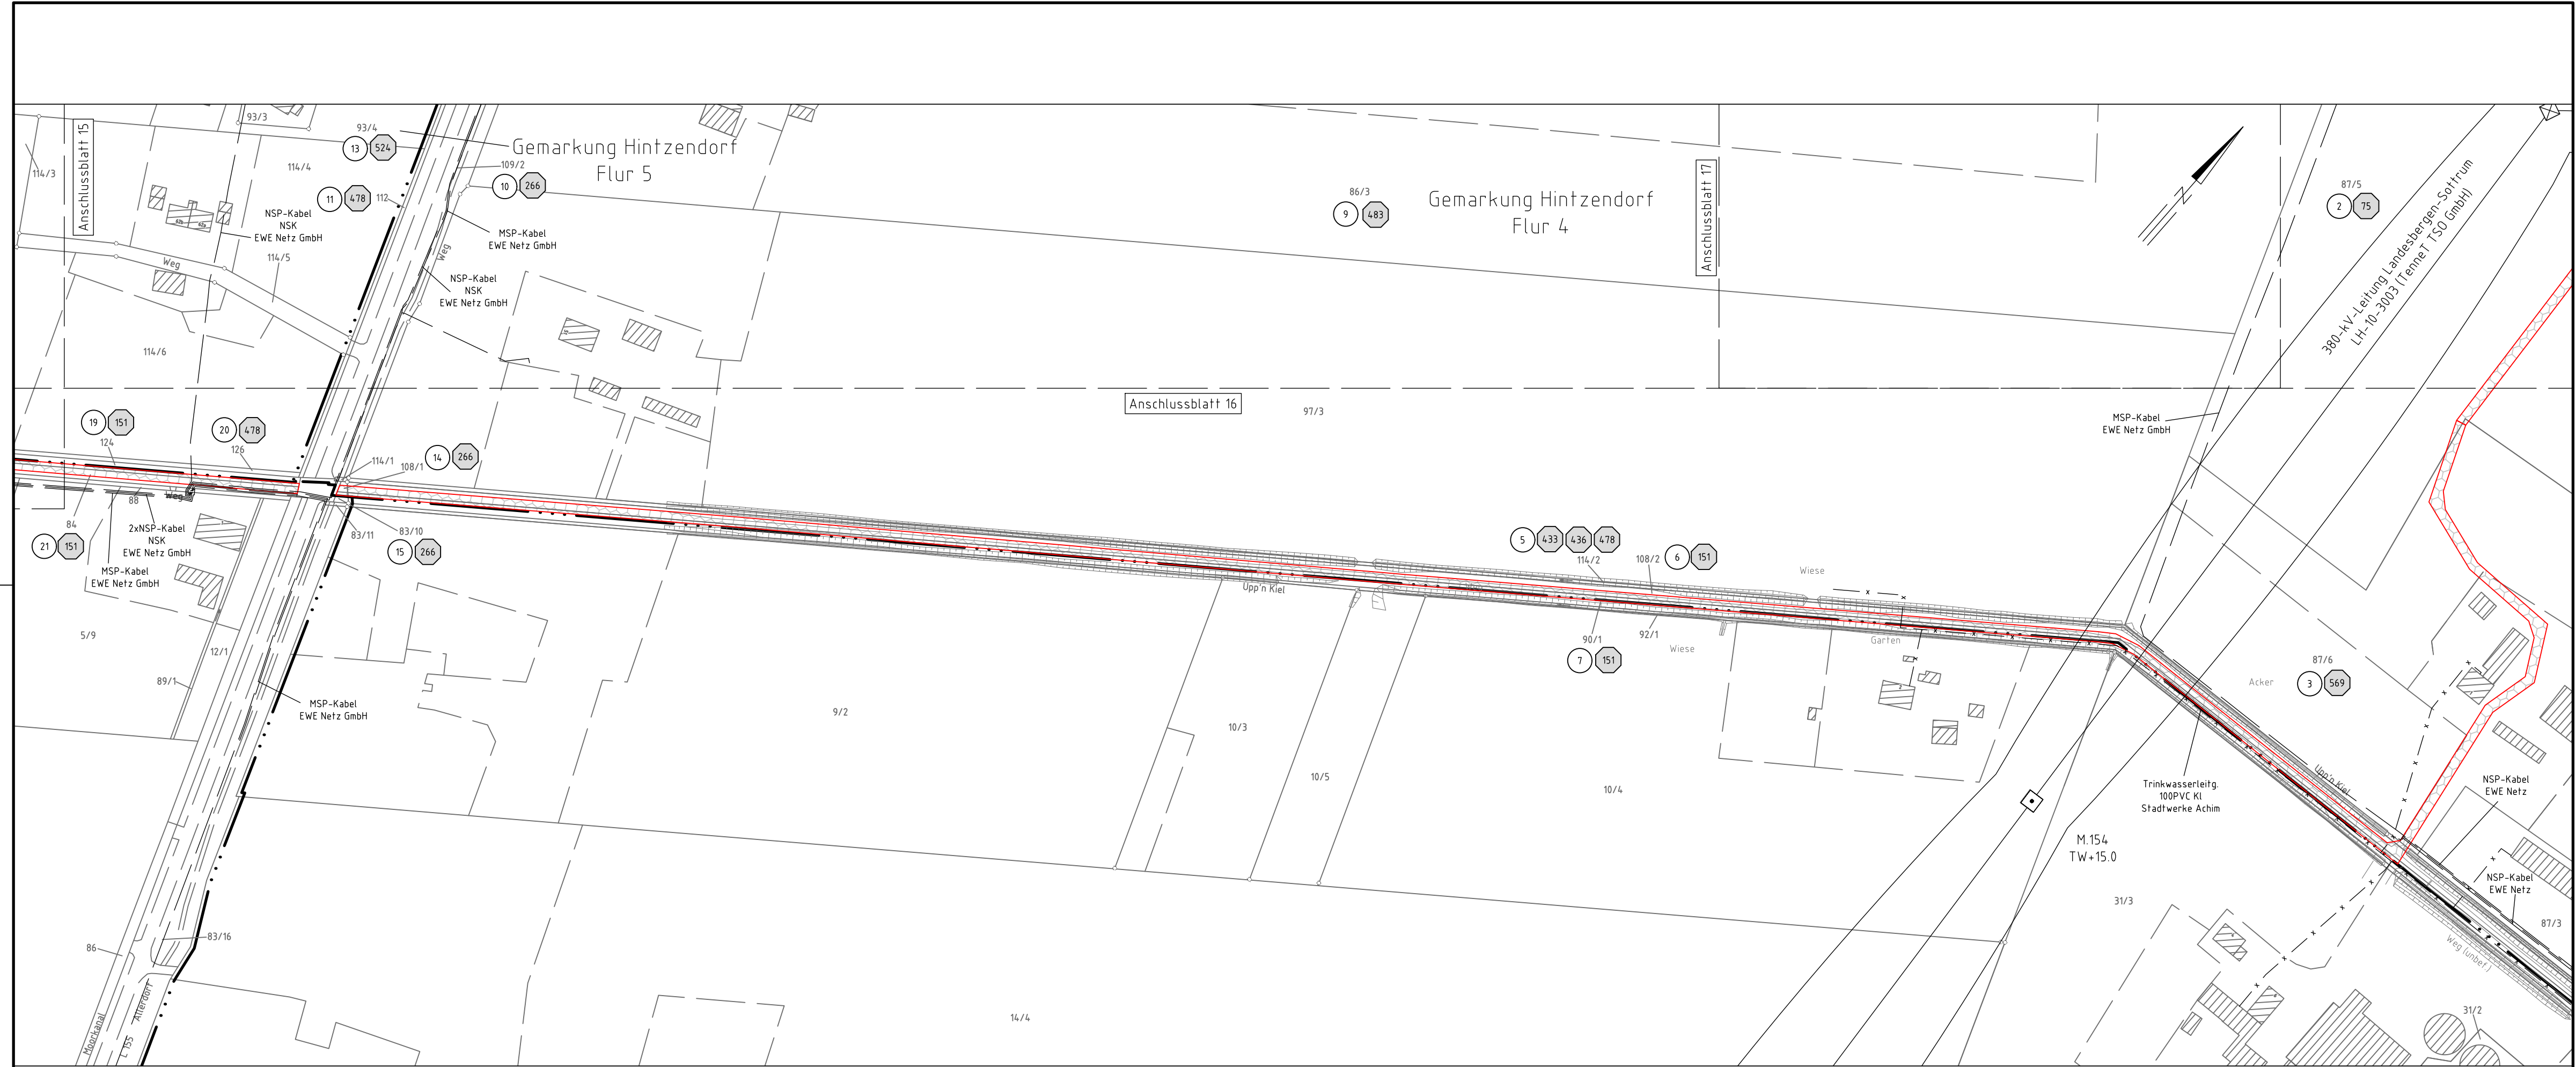 Anschlussblatt 15
93/3
93/4
13
524
Gemarkung Hintzendorf
Flur 5
114/3
114/4
109/2
10
266
11
478
112
NSP-Kabel
NSK
EWE Netz GmbH
MSP-Kabel
EWE Netz GmbH
Weg
Weg
114/5
NSP-Kabel
NSK
EWE Netz GmbH
114/6
86/3
9
483
Gemarkung Hintzendorf
Flur 4
Anschlussblatt 17
N
87/5
2
75
380-kV-Leitung Landesbergen-Sottrum
LH-10-3003 (TenneT TSO GmbH)
Anschlussblatt 16
97/3
MSP-Kabel
EWE Netz GmbH
19
151
124
20
478
126
14
266
114/1
108/1
88
Weg
84
21
151
2xNSP-Kabel
NSK
EWE Netz GmbH
MSP-Kabel
EWE Netz GmbH
83/11
83/10
15
266
5
433
436
478
114/2
108/2
6
151
Wiese
Upp'n Kiel
90/1
92/1
7
151
Wiese
Garten
5/9
12/1
89/1
MSP-Kabel
EWE Netz GmbH
9/2
10/3
10/5
10/4
Acker
87/6
3
569
Trinkwasserleitg.
100PVC Kl
Stadtwerke Achim
Upp'n Kiel
NSP-Kabel
EWE Netz
M.154
TW+15.0
NSP-Kabel
EWE Netz
31/3
87/3
Weg (unbef.)
86
83/16
Moorkanal
L 155
Allerdorf
14/4
31/2